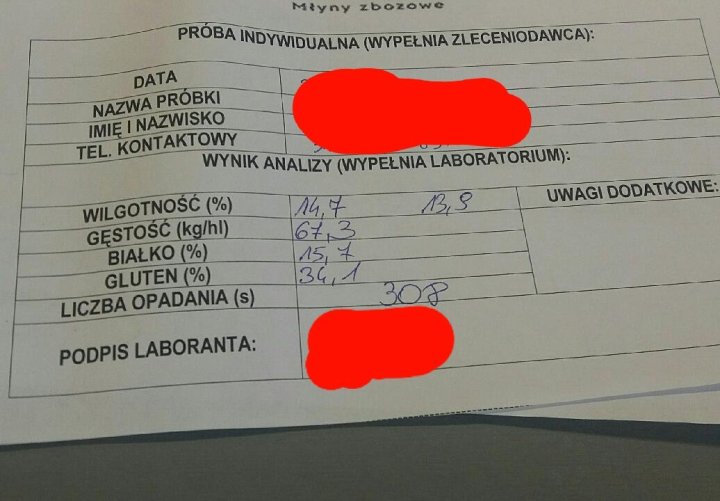 Młyny zbożowe
PRÓBA INDYWIDUALNA (WYPEŁNIA ZLECENIODAWCA):
DATA
NAZWA PRÓBKI
IMIĘ I NAZWISKO
TEL. KONTAKTOWY
WYNIK ANALIZY (WYPEŁNIA LABORATORIUM):
WILGOTNOŚĆ (%) 14,7 13,9 UWAGI DODATKOWE:
GĘSTOŚĆ (kg/hl) 67,3
BIAŁKO (%) 15,7
GLUTEN (%) 34,1
LICZBA OPADANIA (s) 308
PODPIS LABORANTA: